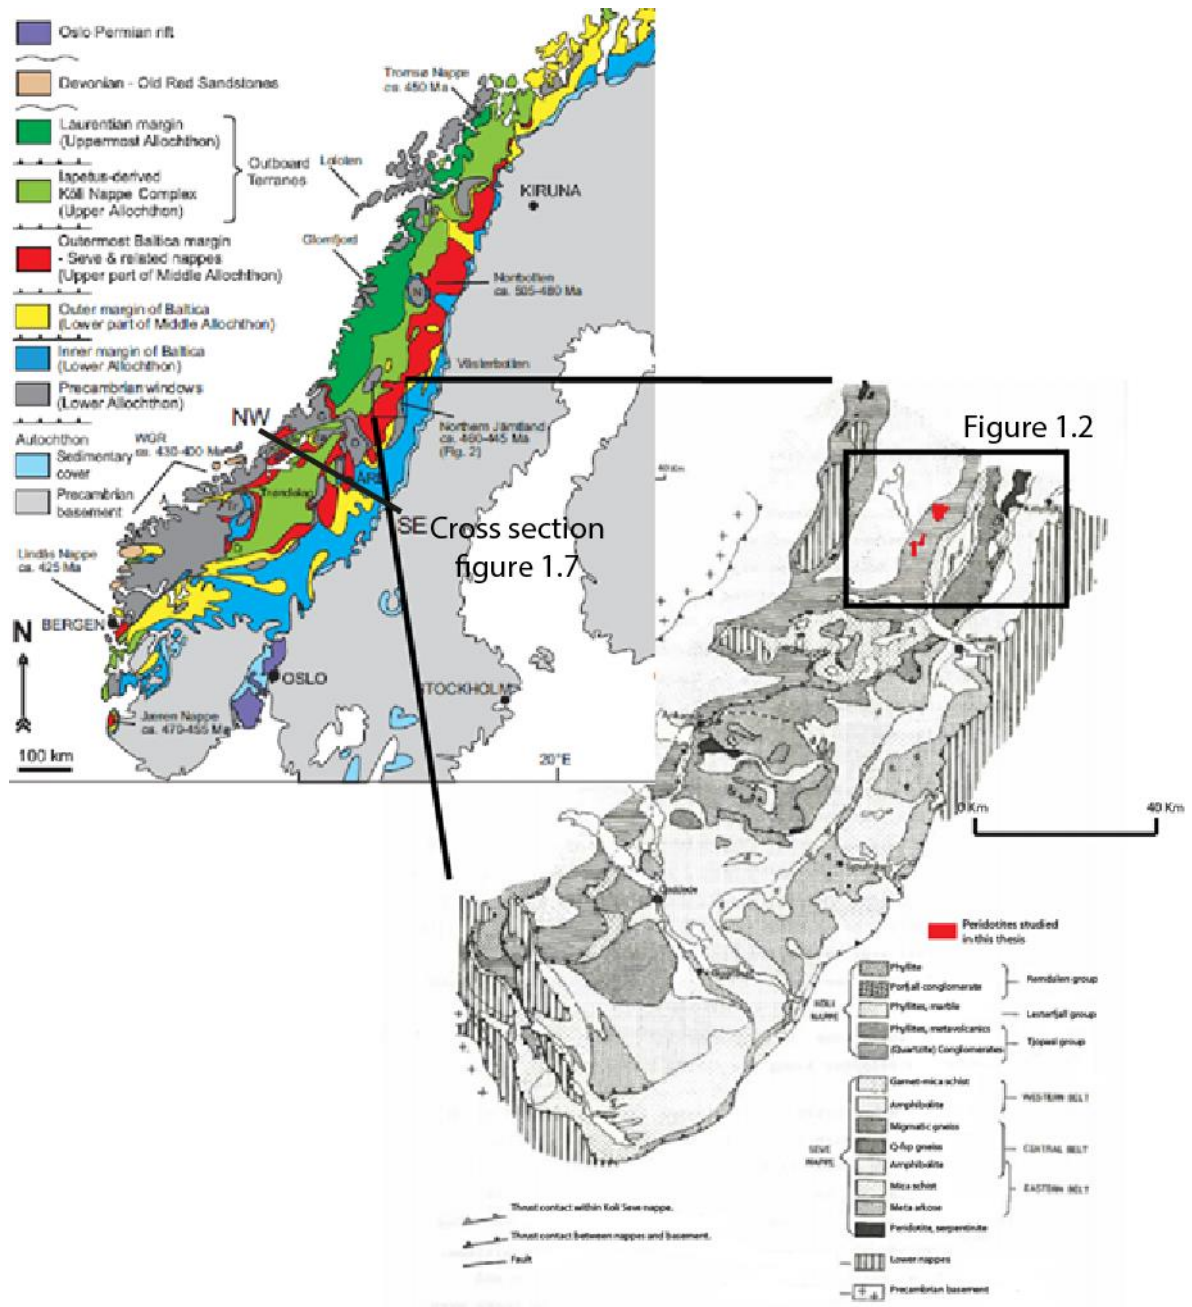 Oslo Permian rift
Devonian - Old Red Sandstones
Laurentian margin
(Uppermost Allochthon)
Iapetus-derived
Köli Nappe Complex
(Upper Allochthon)
Outboard
Terranes
Outermost Baltica margin
- Seve & related nappes
(Upper part of Middle Allochthon)
Outer margin of Baltica
(Lower part of Middle Allochthon)
Inner margin of Baltica
(Lower Allochthon)
Precambrian windows
(Lower Allochthon)
Autochthon
Sedimentary
cover
Precambrian
basement
Tromsø Nappe
ca. 450 Ma
Lofoten
KIRUNA
Glomfjord
N
Norrbotten
ca. 505-480 Ma
Västerbotten
Northern Jämtland
ca. 460-445 Ma
(Fig. 2)
NW
WGR
ca. 430-400 Ma
Trøndelag
SE
Cross section
figure 1.7
Lindås Nappe
ca. 425 Ma
BERGEN
N
OSLO
STOCKHOLM
Jæren Nappe
ca. 470-455 Ma
100 km
20°E
Figure 1.2
40 Km
0 Km
40 Km
Gäddede
Peridotites studied
in this thesis
KÖLI
NAPPE
Phyllite
Portfjall conglomerate
Remdalen group
Phyllites, marble
Lasterfjall group
Phyllites, metavolcanics
(Quartzite) Conglomerates
Tjopasi group
SEVE
NAPPE
Garnet-mica schist
Amphibolite
WESTERN BELT
Migmatic gneiss
Q-fsp gneiss
CENTRAL BELT
Amphibolite
Mica schist
EASTERN BELT
Meta arkose
Peridotite, serpentinite
Lower nappes
Precambrian basement
Thrust contact within Koli Seve nappe.
Thrust contact between nappes and basement.
Fault